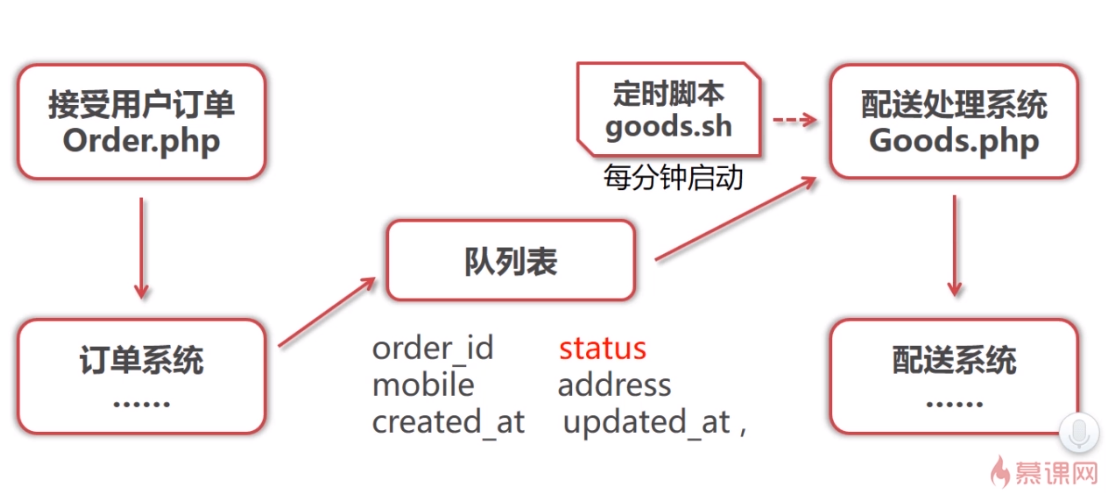 接受用户订单
Order.php
定时脚本
goods.sh
每分钟启动
配送处理系统
Goods.php
队列表
订单系统
……
order_id status
mobile address
created_at updated_at ,
配送系统
……
慕课网